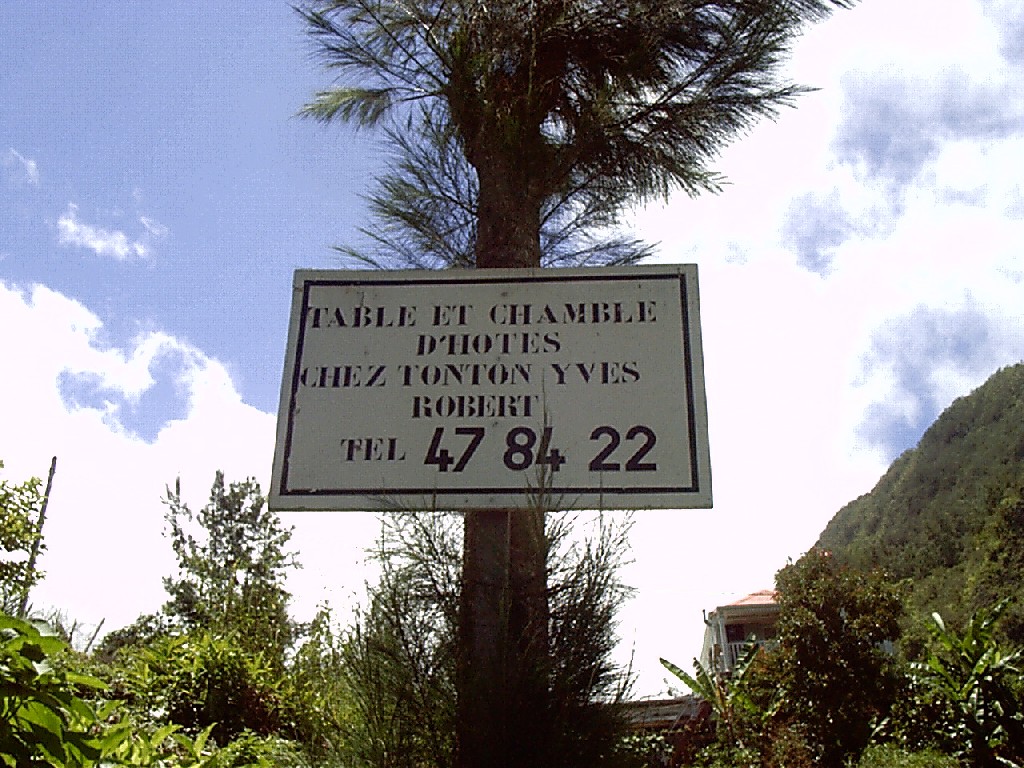 TABLE ET CHAMBLE
D'HOTES
CHEZ TONTON YVES
ROBERT
TEL 47 84 22